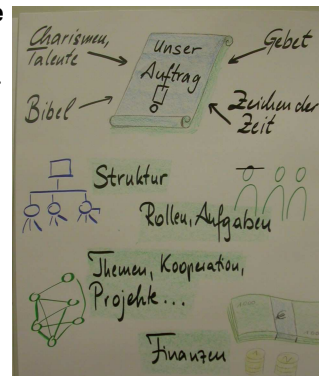 Charismen,
Talente
Unser
Auftrag
!
Gebet
Bibel
Zeichen der
Zeit
Struktur
Rollen, Aufgaben
Themen, Kooperation,
Projekte...
€
Finanzen